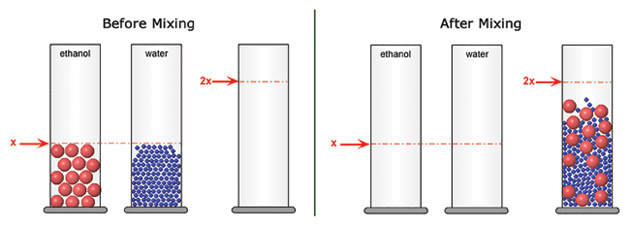 Before Mixing
ethanol
water
2x
x
After Mixing
ethanol
water
2x
x